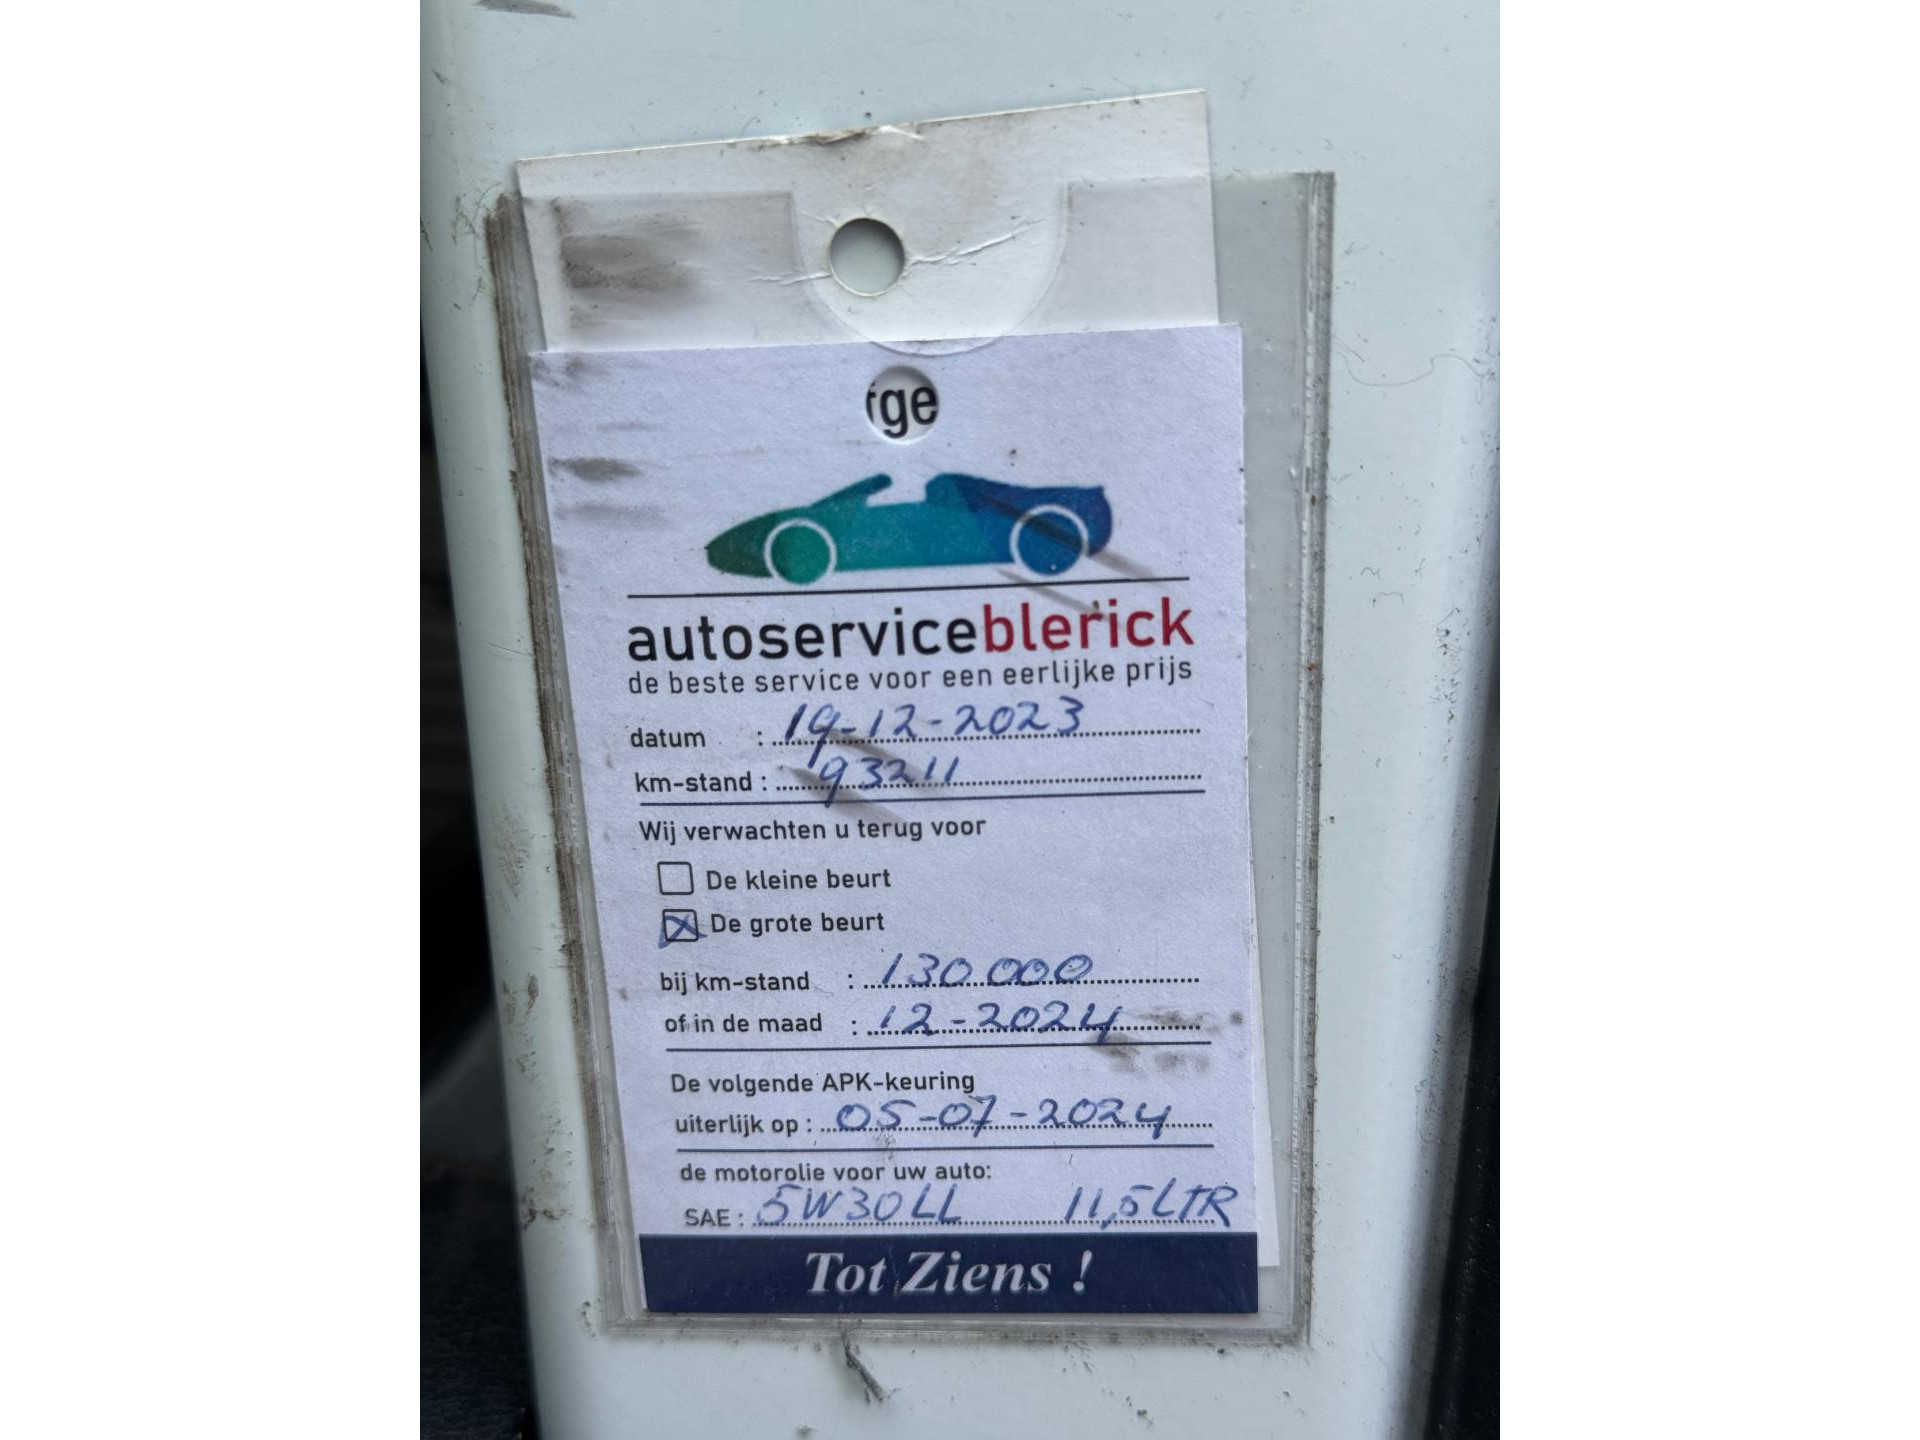 fge
autoserviceblerick
de beste service voor een eerlijke prijs
datum : 19-12-2023
km-stand : 93211
Wij verwachten u terug voor
De kleine beurt
De grote beurt
bij km-stand : 130.000
of in de maad : 12-2024
De volgende APK-keuring
uiterlijk op : 05-07-2024
de motorolie voor uw auto:
SAE : 5W30LL 11,5LTR
Tot Ziens !